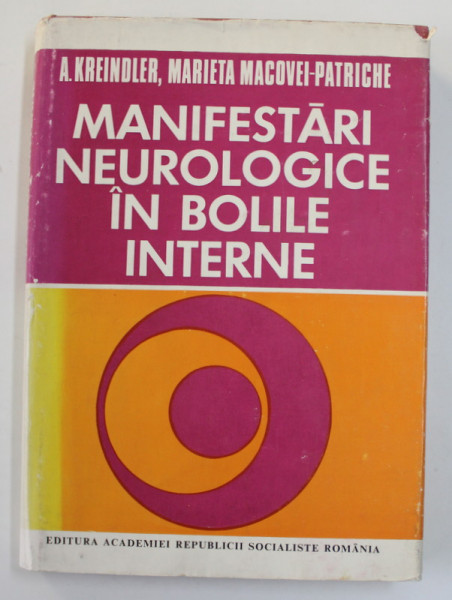 A. KREINDLER, MARIETA MACOVEI-PATRICHE
MANIFESTĂRI
NEUROLOGICE
ÎN BOLILE
INTERNE
EDITURA ACADEMIEI REPUBLICII SOCIALISTE ROMÂNIA